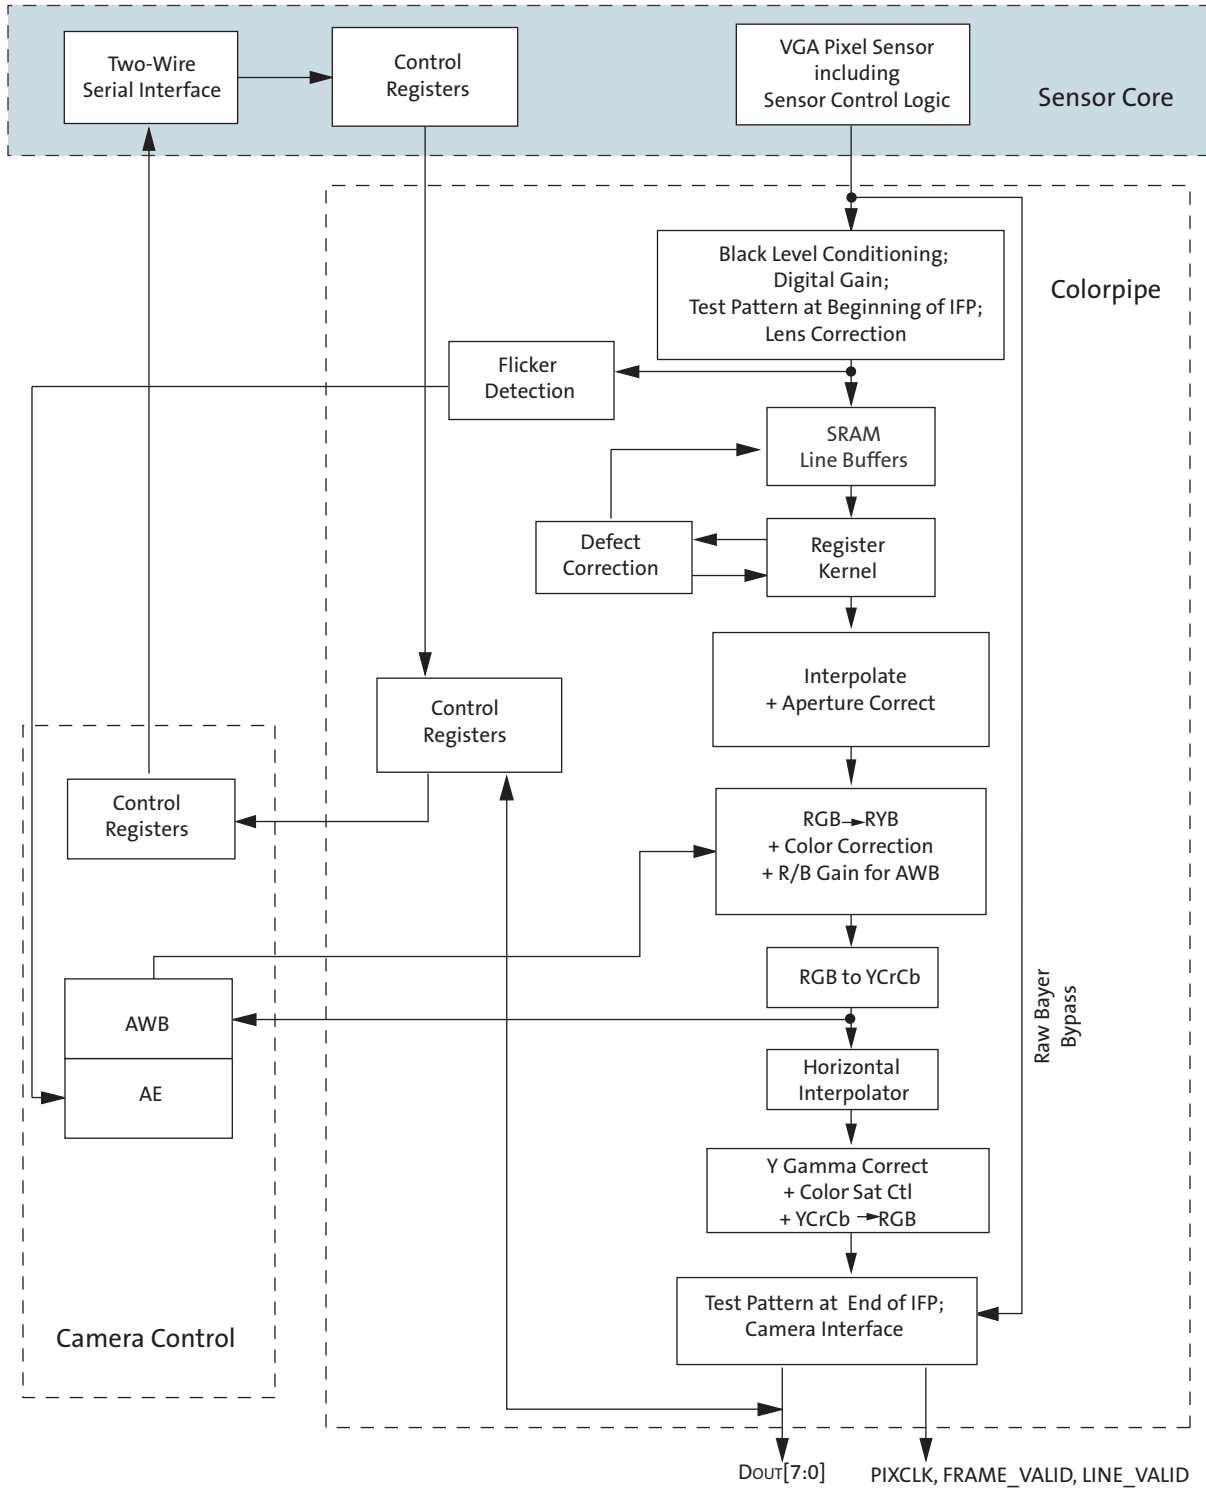 Two-Wire
Serial Interface
Control
Registers
VGA Pixel Sensor
including
Sensor Control Logic
Sensor Core
Black Level Conditioning;
Digital Gain;
Test Pattern at Beginning of IFP;
Lens Correction
Colorpipe
Flicker
Detection
SRAM
Line Buffers
Defect
Correction
Register
Kernel
Interpolate
+ Aperture Correct
Control
Registers
Control
Registers
RGB→RYB
+ Color Correction
+ R/B Gain for AWB
RGB to YCrCb
Raw Bayer
Bypass
AWB
AE
Horizontal
Interpolator
Y Gamma Correct
+ Color Sat Ctl
+ YCrCb →RGB
Test Pattern at End of IFP;
Camera Interface
Camera Control
DOUT[7:0]
PIXCLK, FRAME_VALID, LINE_VALID